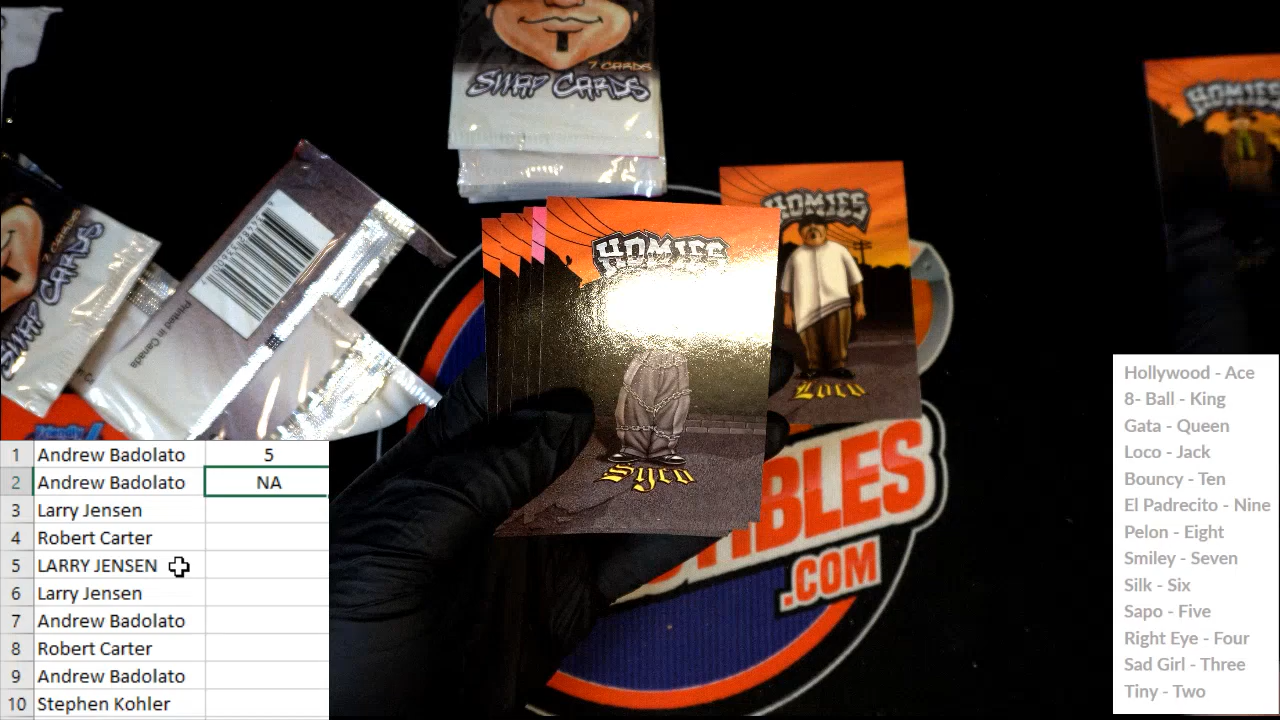 7 CARDS
SWAP CARDS
HOMIES
HOMIES
HOMIES
Loco
Syco
SWAP CARDS
Printed in Canada
.COM
1 Andrew Badolato 5
2 Andrew Badolato NA
3 Larry Jensen
4 Robert Carter
5 LARRY JENSEN
6 Larry Jensen
7 Andrew Badolato
8 Robert Carter
9 Andrew Badolato
10 Stephen Kohler
Hollywood - Ace
8- Ball - King
Gata - Queen
Loco - Jack
Bouncy - Ten
El Padrecito - Nine
Pelon - Eight
Smiley - Seven
Silk - Six
Sapo - Five
Right Eye - Four
Sad Girl - Three
Tiny - Two